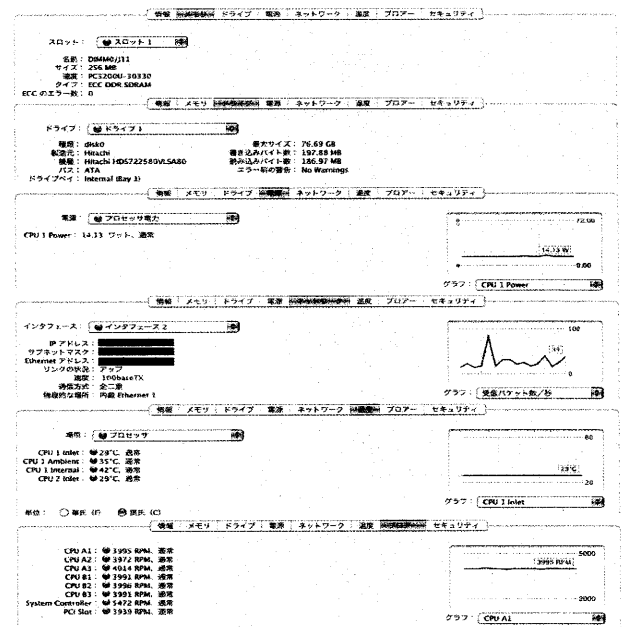 情報 メモリ ドライブ 電源 ネットワーク 温度 ブロアー セキュリティ
スロット： スロット 1
名前： DIMM0/J11
サイズ： 256 MB
速度： PC3200U-30330
タイプ： ECC DDR SDRAM
ECC のエラー数： 0
情報 メモリ 電源 ネットワーク 温度 ブロアー セキュリティ
ドライブ： ドライブ 1
種類： disk0
製造元： Hitachi
機種： Hitachi HDS722580VLSA80
バス： ATA
ドライブベイ： Internal (Bay 1)
最大サイズ： 76.69 GB
書き込みバイト数： 197.88 MB
読み込みバイト数： 186.97 MB
エラー前の警告： No Warnings
情報 メモリ ドライブ 電源 ネットワーク 温度 ブロアー セキュリティ
電源： プロセッサ電力
CPU 1 Power： 14.13 ワット、通常
72.00
14.13 W
0.00
グラフ： CPU 1 Power
情報 メモリ ドライブ 電源 温度 ブロアー セキュリティ
インタフェース： インタフェース 2
IP アドレス：
サブネットマスク：
Ethernet アドレス：
リンクの状況： アップ
速度： 100baseTX
通信方式： 全二重
物理的な場所： 内蔵 Ethernet 1
100
0
グラフ： 受信パケット数／秒
情報 メモリ ドライブ 電源 ネットワーク 温度 ブロアー セキュリティ
場所： プロセッサ
CPU 1 Inlet： 29°C、通常
CPU 1 Ambient： 35°C、通常
CPU 1 Internal： 42°C、通常
CPU 2 Inlet： 29°C、通常
単位： 華氏 (F) 摂氏 (C)
60
29°C
20
グラフ： CPU 1 Inlet
情報 メモリ ドライブ 電源 ネットワーク 温度 セキュリティ
CPU A1： 3995 RPM、通常
CPU A2： 3972 RPM、通常
CPU A3： 4014 RPM、通常
CPU B1： 3991 RPM、通常
CPU B2： 3996 RPM、通常
CPU B3： 3991 RPM、通常
System Controller： 5472 RPM、通常
PCI Slot： 3939 RPM、通常
5000
3995 RPM
2000
グラフ： CPU A1